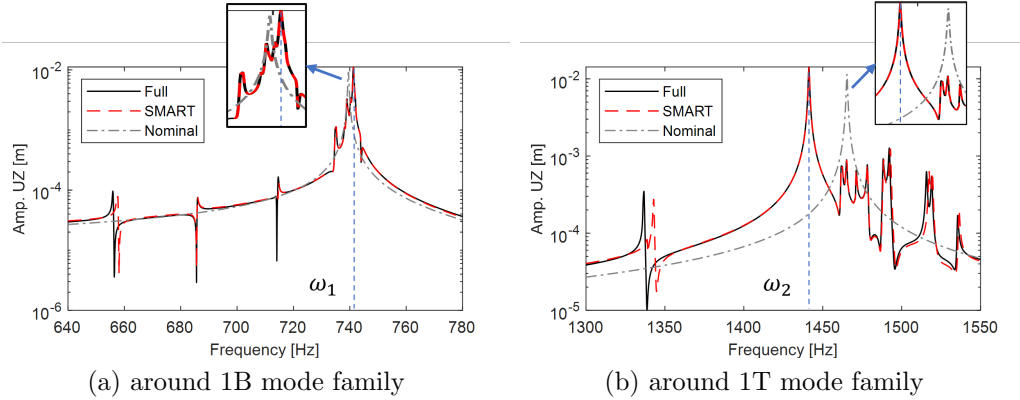 10^-2
10^-4
10^-6
Amp. UZ [m]
Full
SMART
Nominal
ω₁
640 660 680 700 720 740 760 780
Frequency [Hz]
(a) around 1B mode family
10^-2
10^-3
10^-4
10^-5
Amp. UZ [m]
Full
SMART
Nominal
ω₂
1300 1350 1400 1450 1500 1550
Frequency [Hz]
(b) around 1T mode family